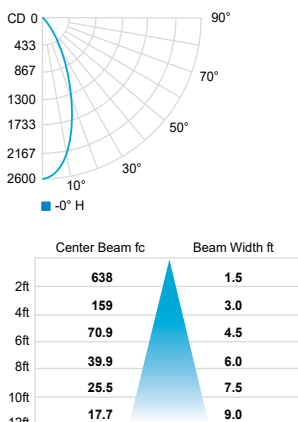 CD 0
90°
433
867
70°
1300
1733
50°
2167
30°
2600
10°
-0° H
Center Beam fc Beam Width ft
638 1.5
2ft
159 3.0
4ft
70.9 4.5
6ft
39.9 6.0
8ft
25.5 7.5
10ft
17.7 9.0
12ft